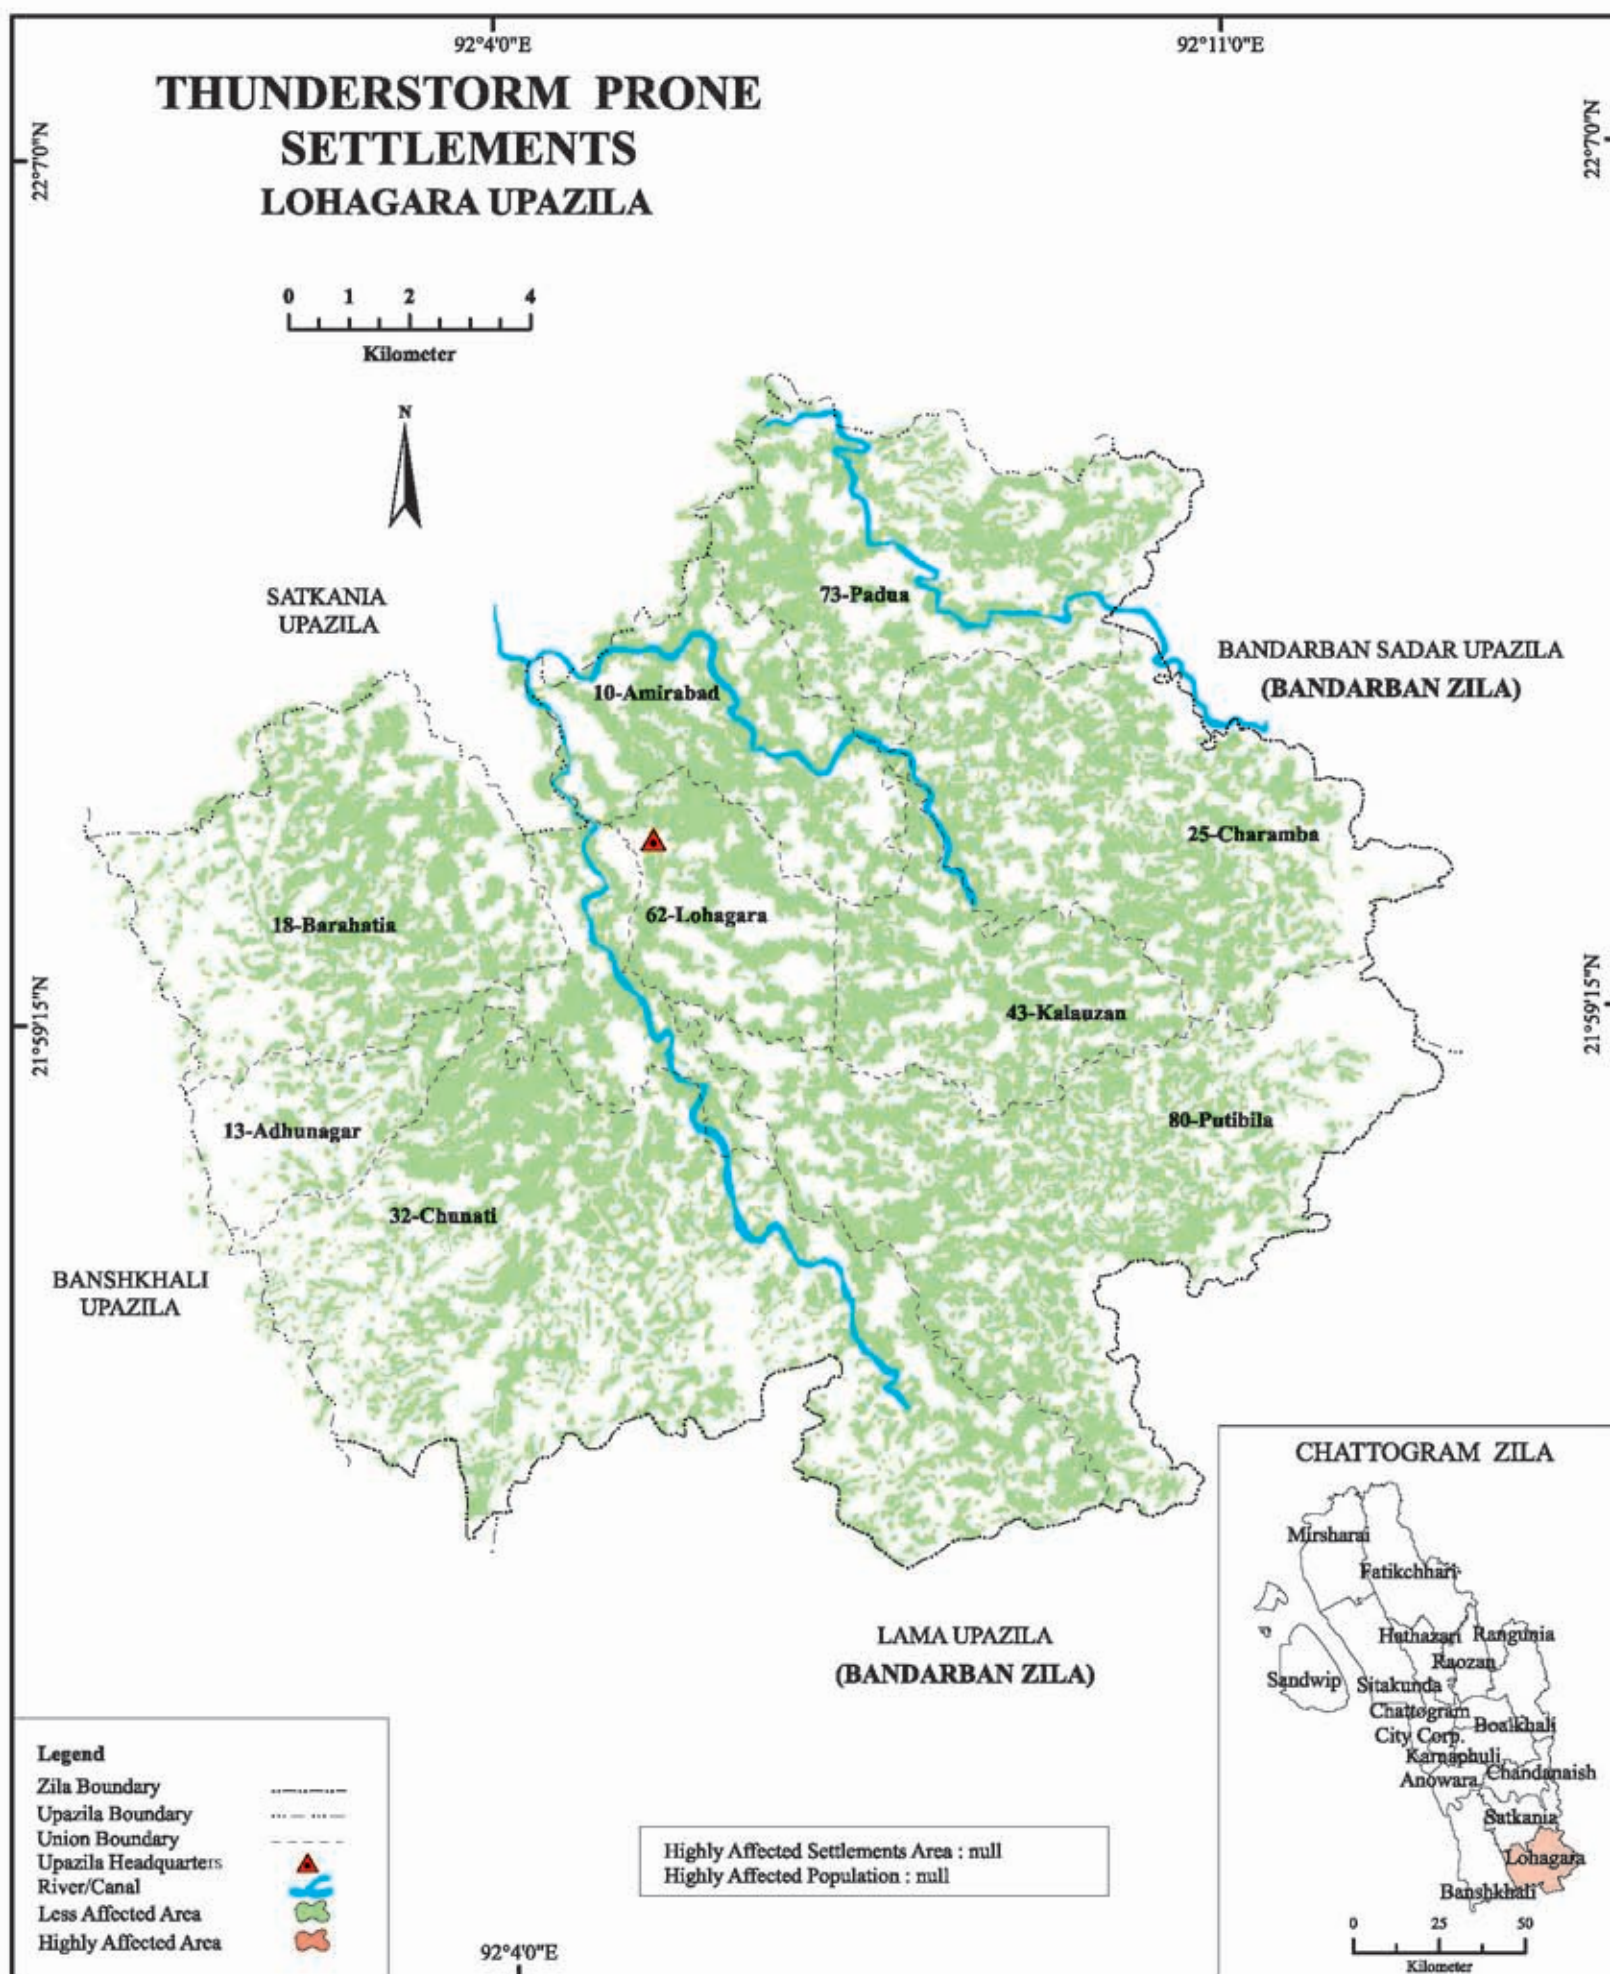 92°4'0"E
92°11'0"E
THUNDERSTORM PRONE
SETTLEMENTS
LOHAGARA UPAZILA
22°7'0"N
22°7'0"N
0 1 2 4
Kilometer
N
SATKANIA
UPAZILA
73-Padua
BANDARBAN SADAR UPAZILA
(BANDARBAN ZILA)
10-Amirabad
25-Charamba
62-Lohagara
18-Barahatia
43-Kalauzan
21°59'15"N
21°59'15"N
80-Putibila
13-Adhunagar
32-Chunati
BANSHKHALI
UPAZILA
LAMA UPAZILA
(BANDARBAN ZILA)
CHATTOGRAM ZILA
Mirsharai
Fatikchhari
Hathazari
Rangunia
Raozan
Sandwip
Sitakunda
Chattogram
City Corp.
Boalkhali
Karnaphuli
Anowara
Chandanaish
Satkania
Lohagara
Banshkhali
0 25 50
Kilometer
Legend
Zila Boundary
Upazila Boundary
Union Boundary
Upazila Headquarters
River/Canal
Less Affected Area
Highly Affected Area
Highly Affected Settlements Area : null
Highly Affected Population : null
92°4'0"E